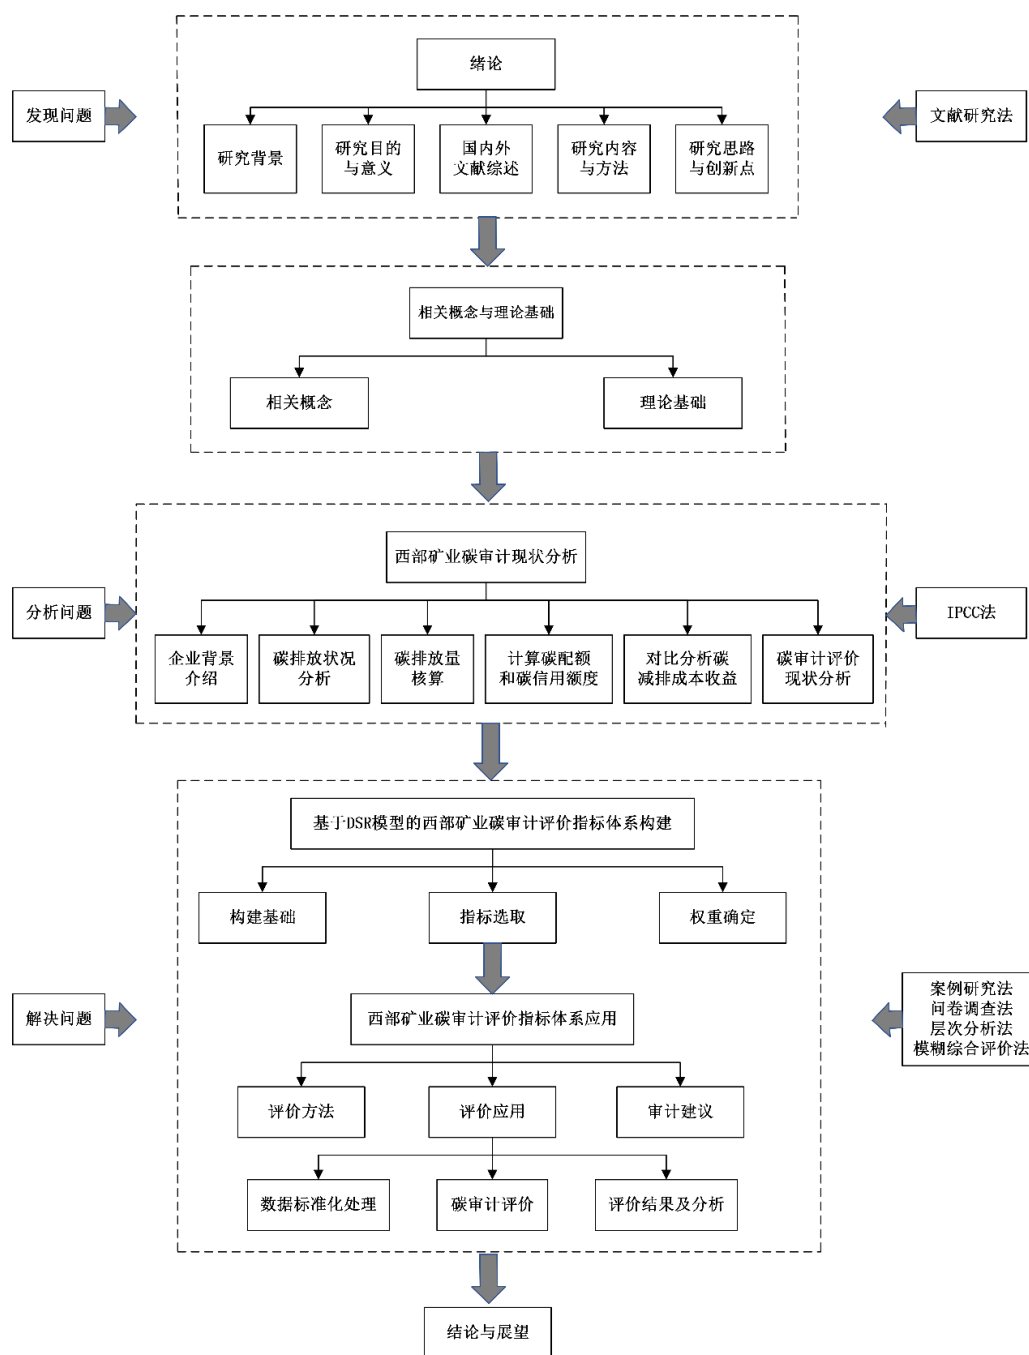 绪论
发现问题
文献研究法
研究背景
研究目的
与意义
国内外
文献综述
研究内容
与方法
研究思路
与创新点
相关概念与理论基础
相关概念
理论基础
西部矿业碳审计现状分析
分析问题
IPCC法
企业背景
介绍
碳排放状况
分析
碳排放量
核算
计算碳配额
和碳信用额度
对比分析碳
减排成本收益
碳审计评价
现状分析
基于DSR模型的西部矿业碳审计评价指标体系构建
构建基础
指标选取
权重确定
解决问题
西部矿业碳审计评价指标体系应用
案例研究法
问卷调查法
层次分析法
模糊综合评价法
评价方法
评价应用
审计建议
数据标准化处理
碳审计评价
评价结果及分析
结论与展望